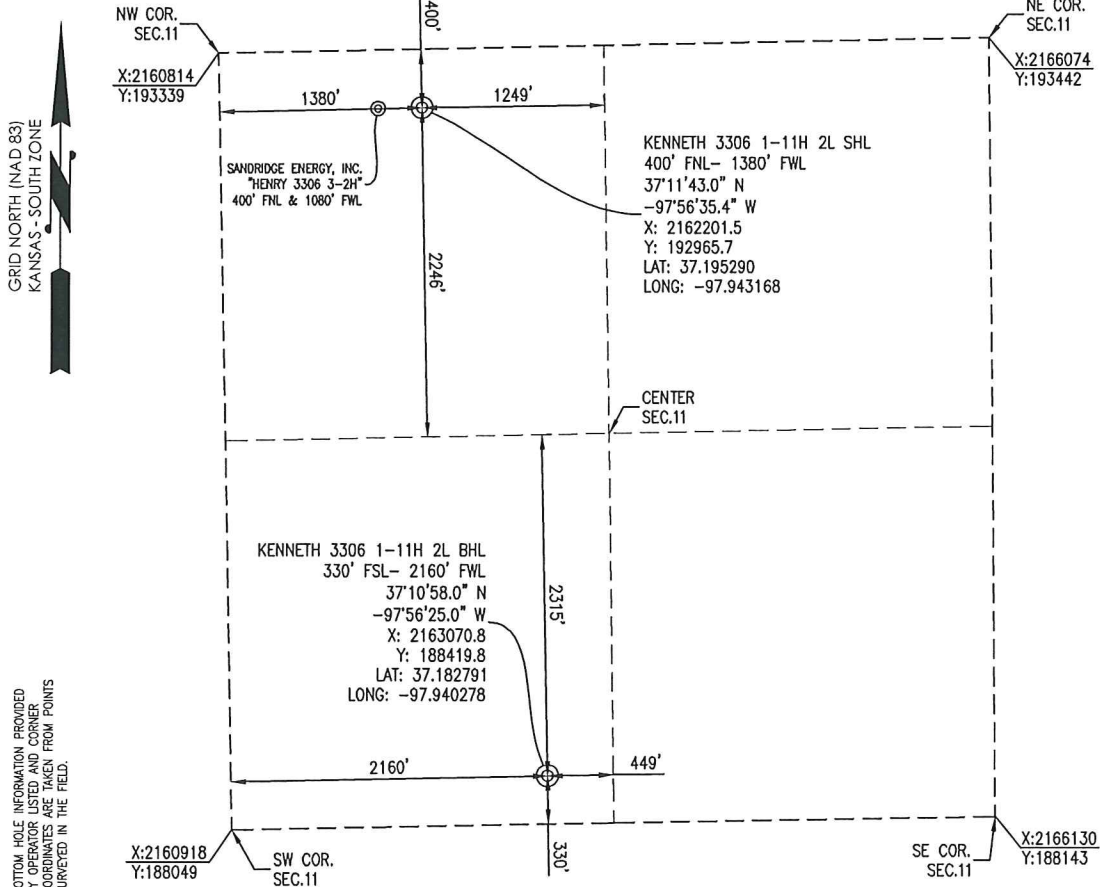 NW COR.
SEC.11
X:2160814
Y:193339
400'
NE COR.
SEC.11
X:2166074
Y:193442
GRID NORTH (NAD 83)
KANSAS - SOUTH ZONE
1380'
1249'
SANDRIDGE ENERGY, INC.
"HENRY 3306 3-2H"
400' FNL & 1080' FWL
KENNETH 3306 1-11H 2L SHL
400' FNL- 1380' FWL
37°11'43.0" N
-97°56'35.4" W
X: 2162201.5
Y: 192965.7
LAT: 37.195290
LONG: -97.943168
2246'
CENTER
SEC.11
KENNETH 3306 1-11H 2L BHL
330' FSL- 2160' FWL
37°10'58.0" N
-97°56'25.0" W
X: 2163070.8
Y: 188419.8
LAT: 37.182791
LONG: -97.940278
2315'
2160'
449'
330'
X:2160918
Y:188049
SW COR.
SEC.11
SE COR.
SEC.11
X:2166130
Y:188143
OTTOM HOLE INFORMATION PROVIDED
Y OPERATOR LISTED AND CORNER
OORDINATES ARE TAKEN FROM POINTS
URVEYED IN THE FIELD.